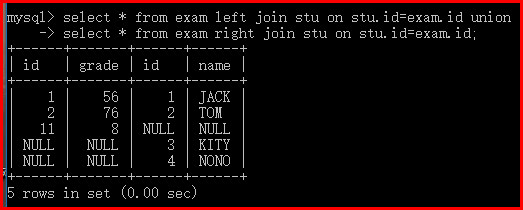 mysql> select * from exam left join stu on stu.id=exam.id union
    -> select * from exam right join stu on stu.id=exam.id;
+------+-------+------+------+
| id   | grade | id   | name |
+------+-------+------+------+
|    1 |    56 |    1 | JACK |
|    2 |    76 |    2 | TOM  |
|   11 |     8 | NULL | NULL |
| NULL |  NULL |    3 | KITY |
| NULL |  NULL |    4 | NONO |
+------+-------+------+------+
5 rows in set (0.00 sec)